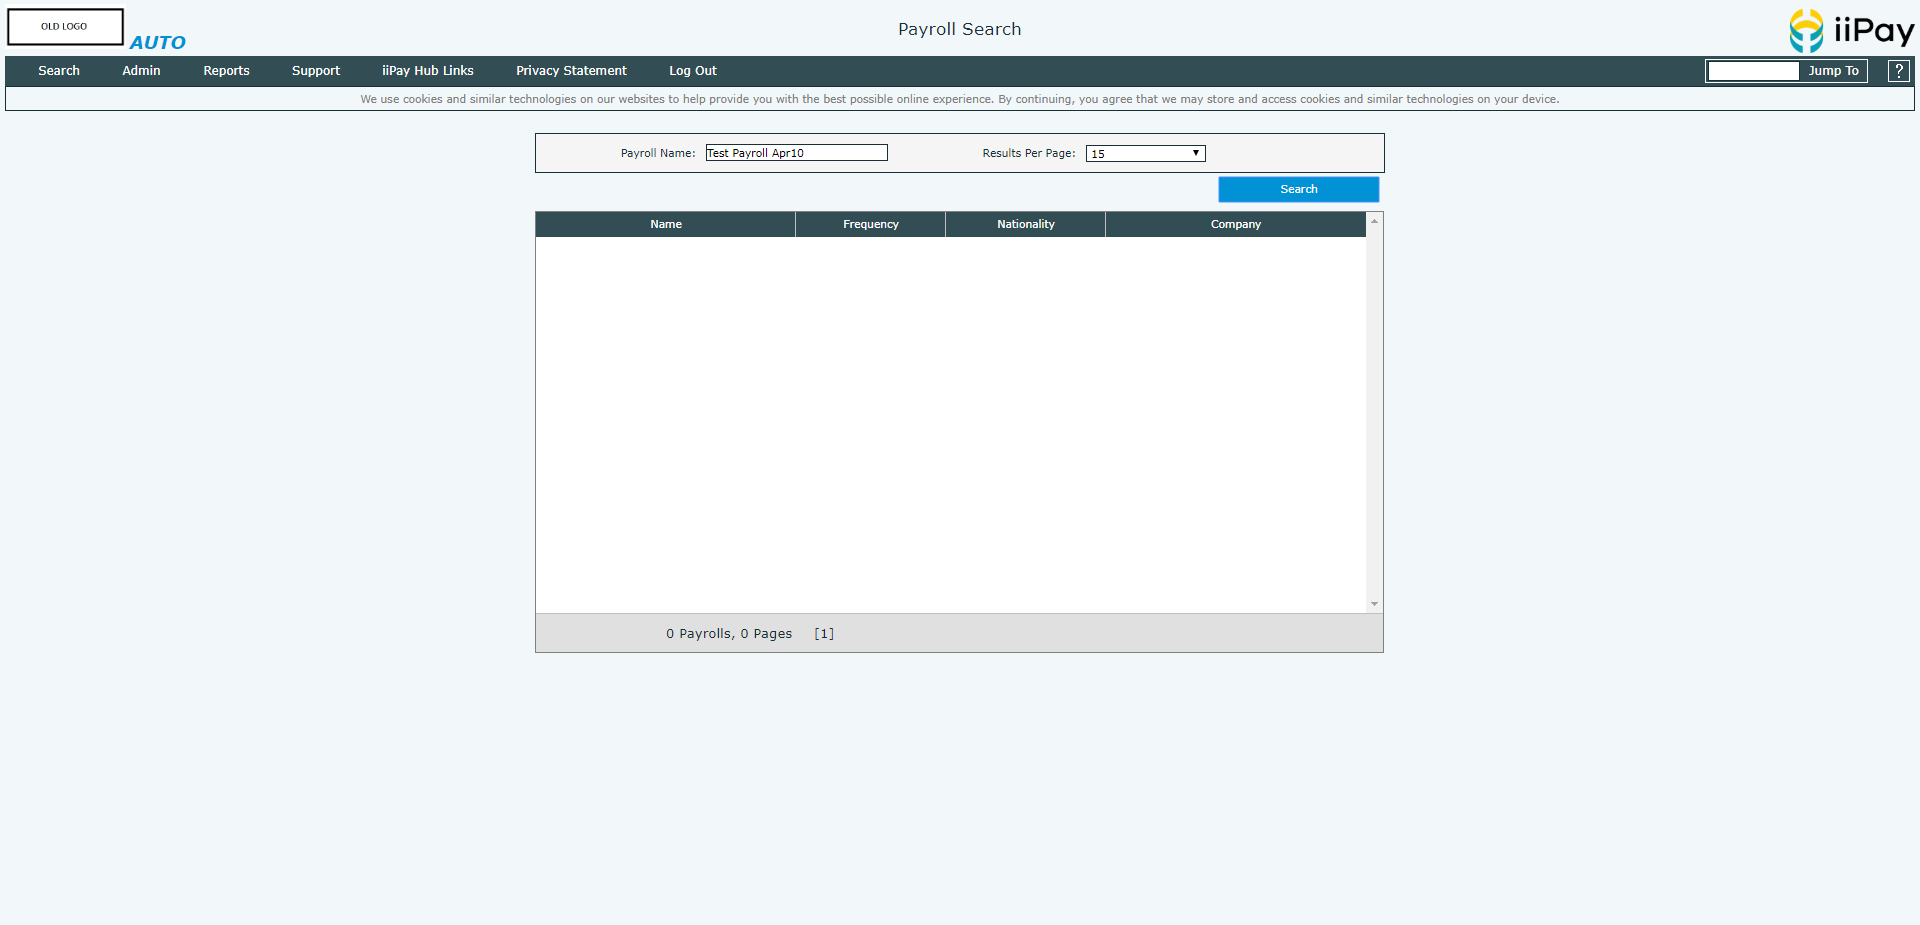 OLD LOGO
AUTO
Payroll Search
iiPay
Search Admin Reports Support iiPay Hub Links Privacy Statement Log Out Jump To ?
We use cookies and similar technologies on our websites to help provide you with the best possible online experience. By continuing, you agree that we may store and access cookies and similar technologies on your device.
Payroll Name: Test Payroll Apr10 Results Per Page: 15
Search
Name Frequency Nationality Company
0 Payrolls, 0 Pages [1]